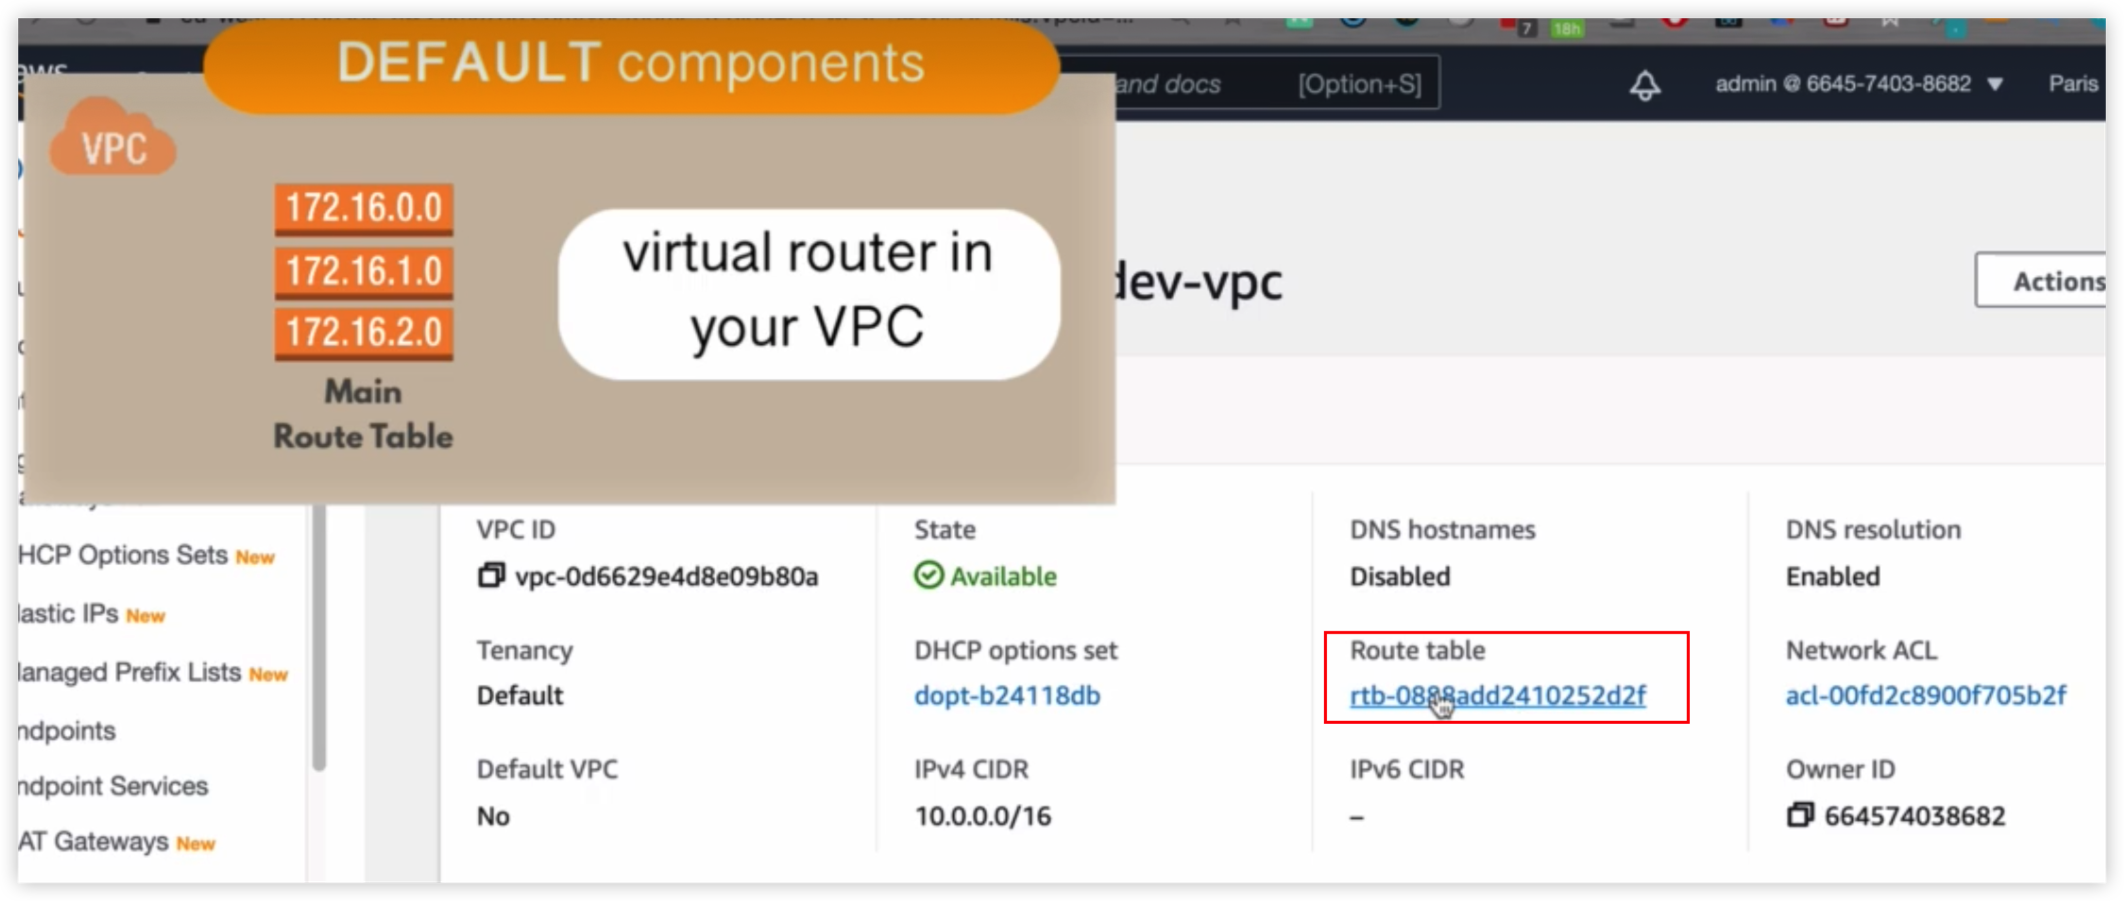 7
18h
DEFAULT components
and docs
[Option+S]
admin @ 6645-7403-8682
Paris
VPC
172.16.0.0
172.16.1.0
172.16.2.0
Main
Route Table
virtual router in
your VPC
dev-vpc
Actions
HCP Options Sets New
lastic IPs New
anaged Prefix Lists New
ndpoints
ndpoint Services
AT Gateways New
VPC ID
vpc-0d6629e4d8e09b80a
State
Available
DNS hostnames
Disabled
DNS resolution
Enabled
Tenancy
Default
DHCP options set
dopt-b24118db
Route table
rtb-0888add2410252d2f
Network ACL
acl-00fd2c8900f705b2f
Default VPC
No
IPv4 CIDR
10.0.0.0/16
IPv6 CIDR
–
Owner ID
664574038682